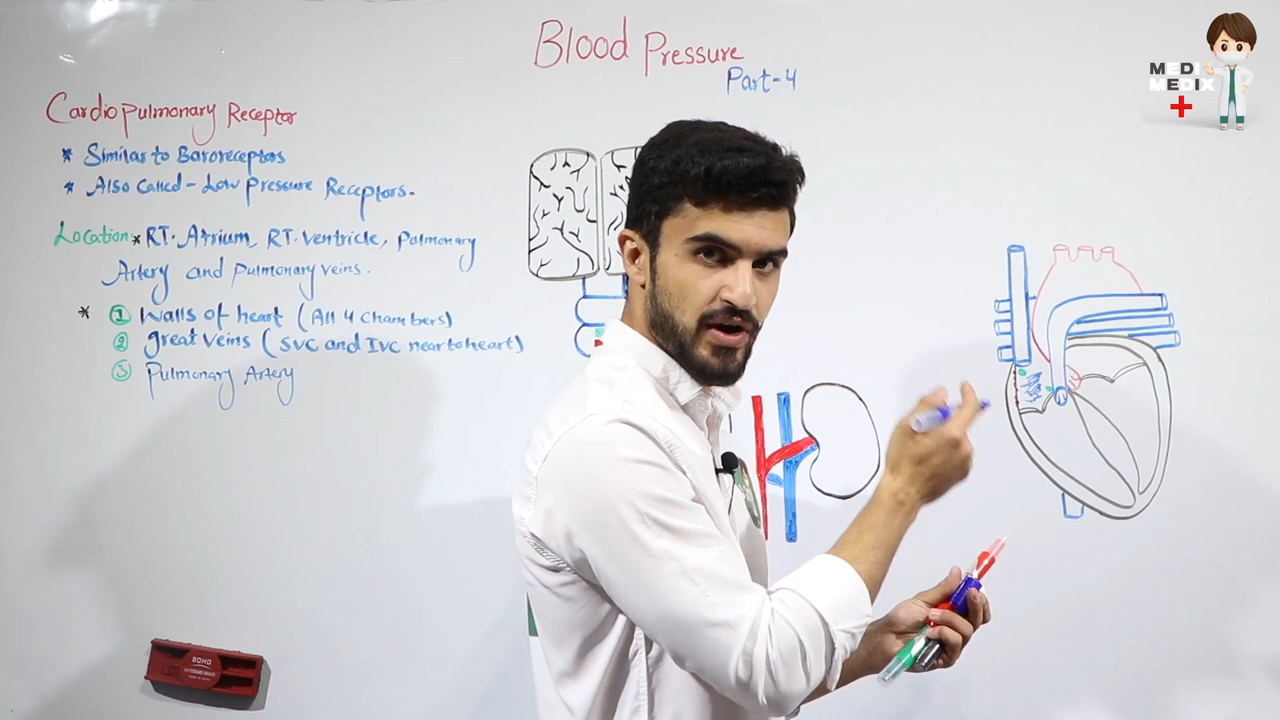 Blood Pressure
Part-4
MEDI
MEDIX
Cardiopulmonary Receptor
* Similar to Baroreceptors
* Also Called - Low Pressure Receptors.
Location: * RT. Atrium, RT. Ventricle, Pulmonary
Artery and Pulmonary veins.
* ① Walls of heart (All 4 Chambers)
② great Veins (SVC and IVC near to heart)
③ Pulmonary Artery
SOHO